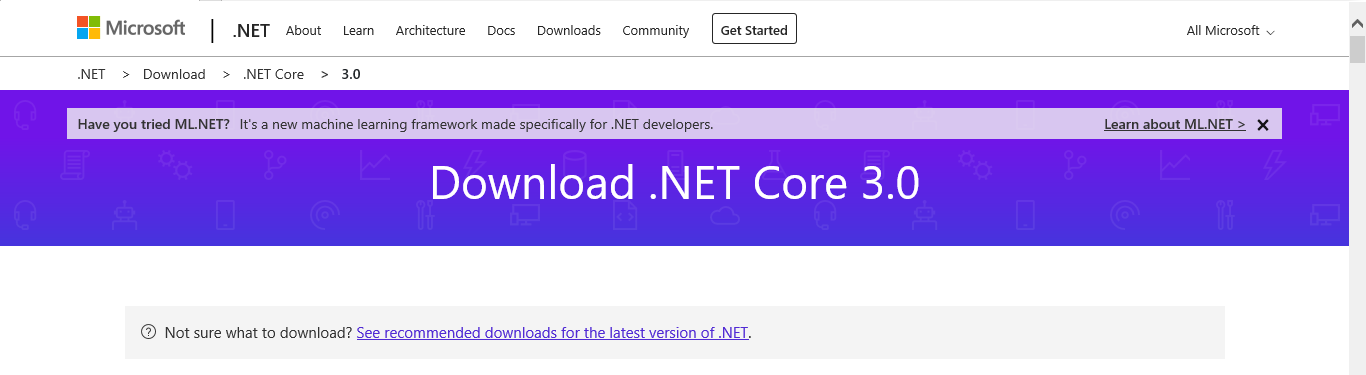 Microsoft .NET About Learn Architecture Docs Downloads Community Get Started All Microsoft
.NET > Download > .NET Core > 3.0
Have you tried ML.NET? It's a new machine learning framework made specifically for .NET developers. Learn about ML.NET >
Download .NET Core 3.0
Not sure what to download? See recommended downloads for the latest version of .NET.